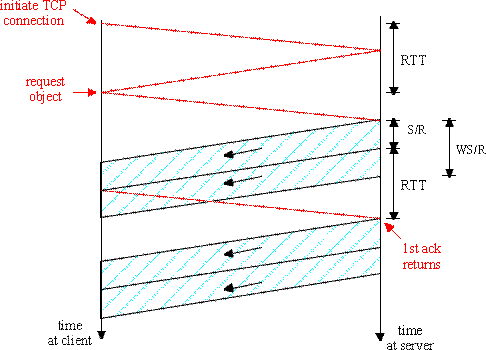 initiate TCP
connection
RTT
request
object
S/R
WS/R
RTT
1st ack
returns
time
at client
time
at server